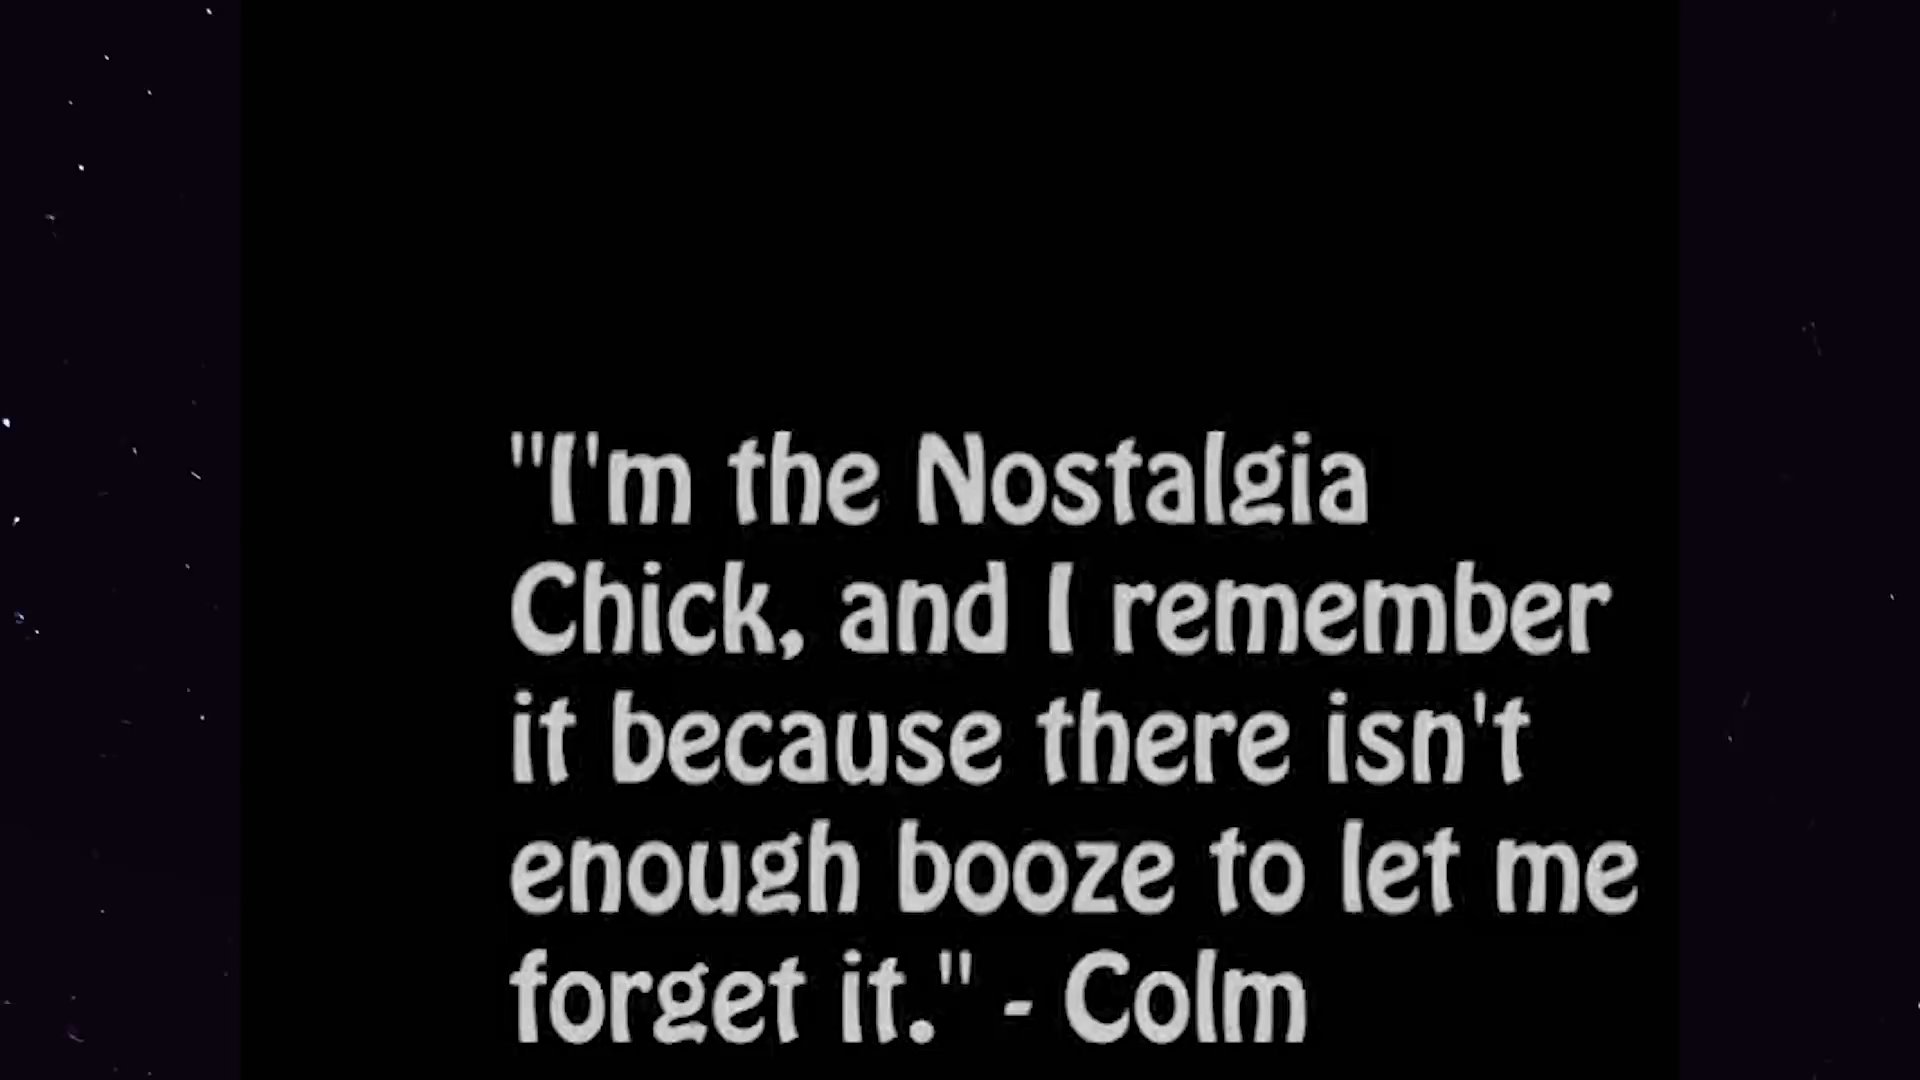 "I'm the Nostalgia
Chick, and I remember
it because there isn't
enough booze to let me
forget it." - Colm